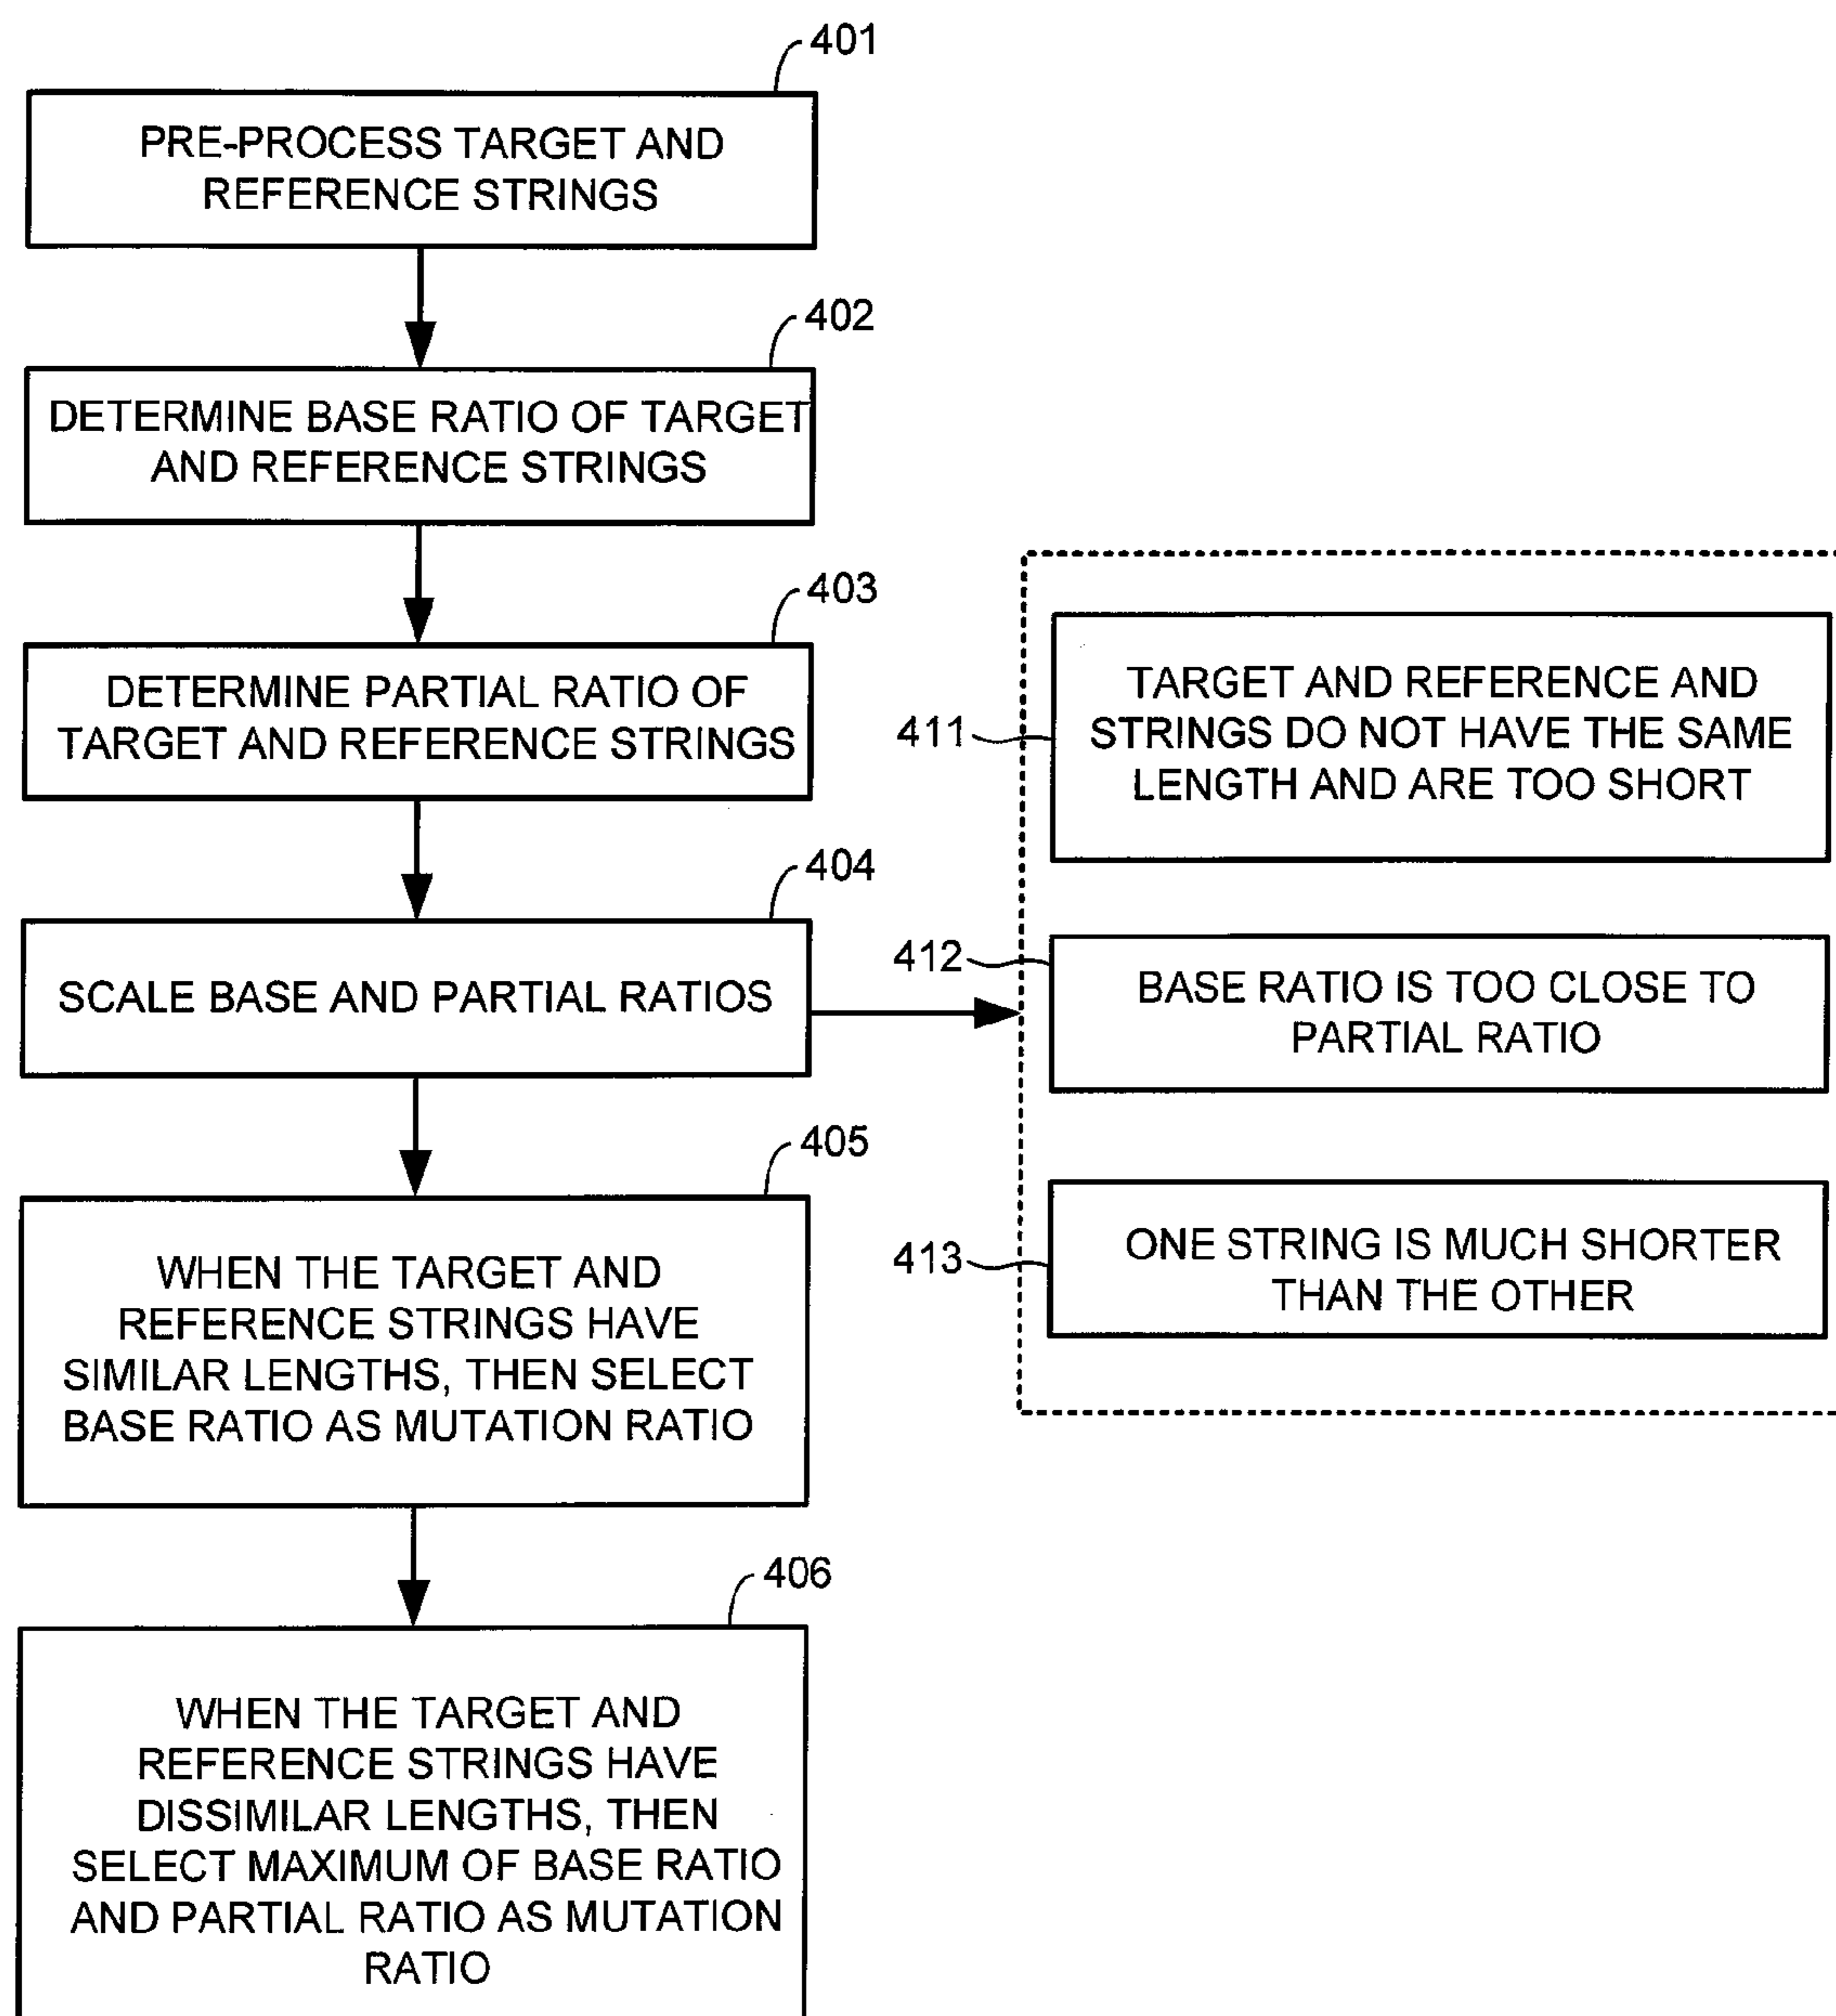 401
PRE-PROCESS TARGET AND
REFERENCE STRINGS
402
DETERMINE BASE RATIO OF TARGET
AND REFERENCE STRINGS
403
DETERMINE PARTIAL RATIO OF
TARGET AND REFERENCE STRINGS
404
SCALE BASE AND PARTIAL RATIOS
405
WHEN THE TARGET AND
REFERENCE STRINGS HAVE
SIMILAR LENGTHS, THEN SELECT
BASE RATIO AS MUTATION RATIO
406
WHEN THE TARGET AND
REFERENCE STRINGS HAVE
DISSIMILAR LENGTHS, THEN
SELECT MAXIMUM OF BASE RATIO
AND PARTIAL RATIO AS MUTATION
RATIO
411
TARGET AND REFERENCE AND
STRINGS DO NOT HAVE THE SAME
LENGTH AND ARE TOO SHORT
412
BASE RATIO IS TOO CLOSE TO
PARTIAL RATIO
413
ONE STRING IS MUCH SHORTER
THAN THE OTHER